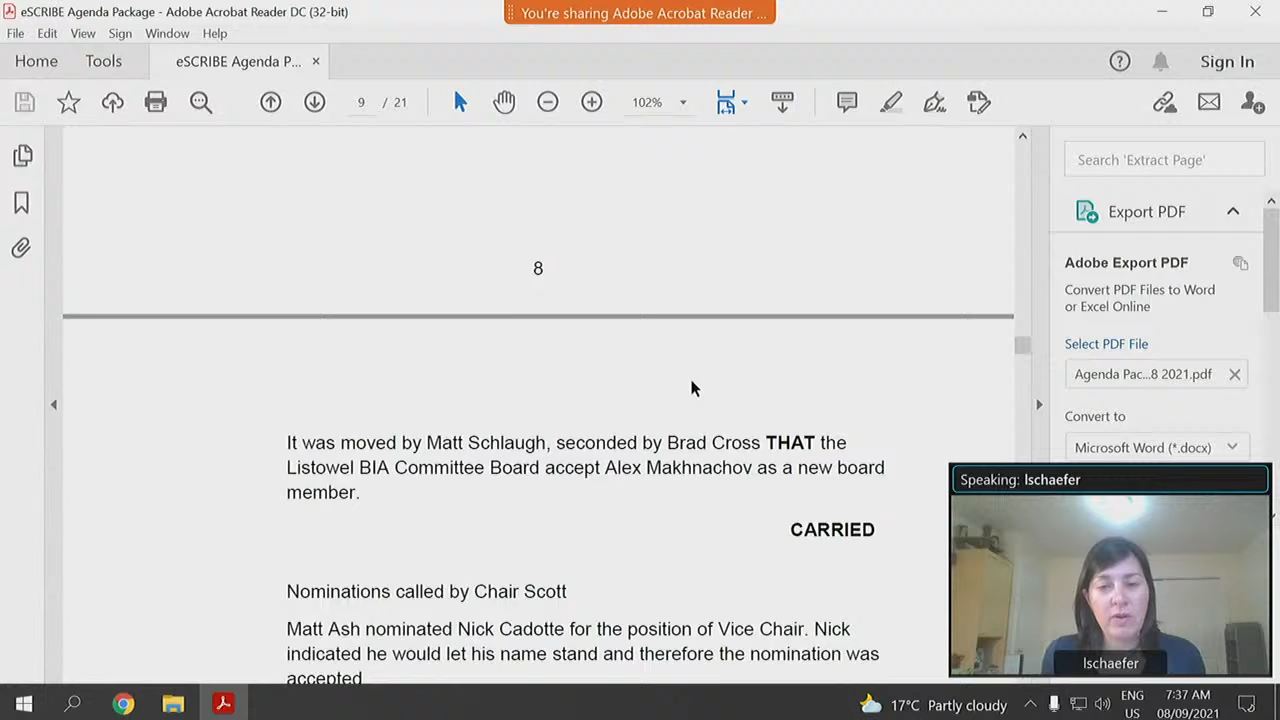 eSCRIBE Agenda Package - Adobe Acrobat Reader DC (32-bit)
You're sharing Adobe Acrobat Reader ...
File Edit View Sign Window Help
Home Tools eSCRIBE Agenda P... × Sign In
9 / 21 102%
Search 'Extract Page'
Export PDF
8
Adobe Export PDF
Convert PDF Files to Word
or Excel Online
Select PDF File
Agenda Pac...8 2021.pdf
Convert to
Microsoft Word (*.docx)
It was moved by Matt Schlaugh, seconded by Brad Cross THAT the
Listowel BIA Committee Board accept Alex Makhnachov as a new board
member.
CARRIED
Nominations called by Chair Scott
Matt Ash nominated Nick Cadotte for the position of Vice Chair. Nick
indicated he would let his name stand and therefore the nomination was
accepted
Speaking: lschaefer
lschaefer
17°C Partly cloudy
ENG
US
7:37 AM
08/09/2021